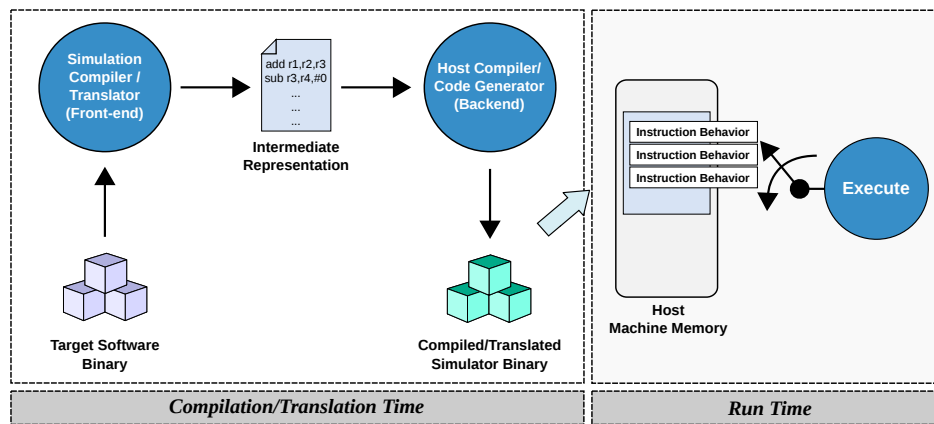 Simulation
Compiler /
Translator
(Front-end)
add r1,r2,r3
sub r3,r4,#0
...
...
...
Intermediate
Representation
Host Compiler/
Code Generator
(Backend)
Target Software
Binary
Compiled/Translated
Simulator Binary
Compilation/Translation Time
Instruction Behavior
Instruction Behavior
Instruction Behavior
Execute
Host
Machine Memory
Run Time